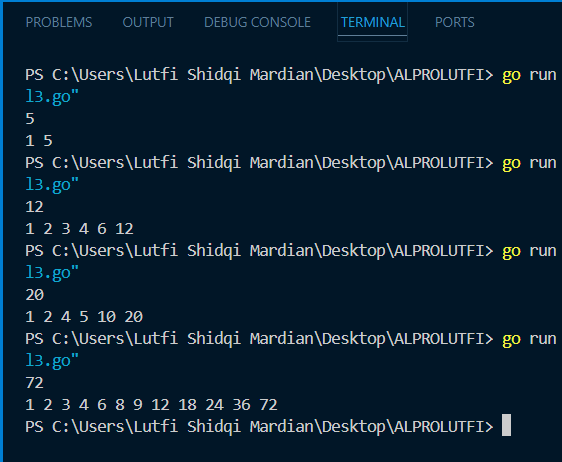 PROBLEMS OUTPUT DEBUG CONSOLE TERMINAL PORTS
PS C:\Users\Lutfi Shidqi Mardian\Desktop\ALPROLUTFI> go run
l3.go"
5
1 5
PS C:\Users\Lutfi Shidqi Mardian\Desktop\ALPROLUTFI> go run
l3.go"
12
1 2 3 4 6 12
PS C:\Users\Lutfi Shidqi Mardian\Desktop\ALPROLUTFI> go run
l3.go"
20
1 2 4 5 10 20
PS C:\Users\Lutfi Shidqi Mardian\Desktop\ALPROLUTFI> go run
l3.go"
72
1 2 3 4 6 8 9 12 18 24 36 72
PS C:\Users\Lutfi Shidqi Mardian\Desktop\ALPROLUTFI>